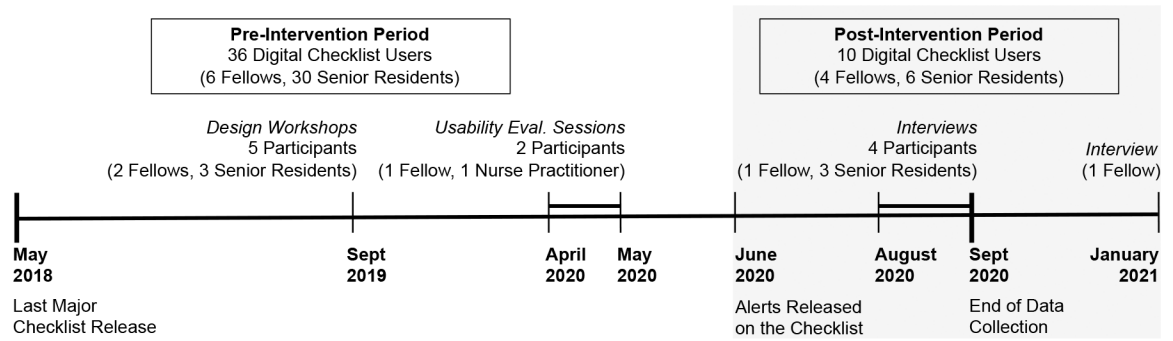 Pre-Intervention Period
36 Digital Checklist Users
(6 Fellows, 30 Senior Residents)
Post-Intervention Period
10 Digital Checklist Users
(4 Fellows, 6 Senior Residents)
Design Workshops
5 Participants
(2 Fellows, 3 Senior Residents)
Usability Eval. Sessions
2 Participants
(1 Fellow, 1 Nurse Practitioner)
Interviews
4 Participants
(1 Fellow, 3 Senior Residents)
Interview
(1 Fellow)
May
2018
Last Major
Checklist Release
Sept
2019
April
2020
May
2020
June
2020
Alerts Released
on the Checklist
August
2020
Sept
2020
End of Data
Collection
January
2021